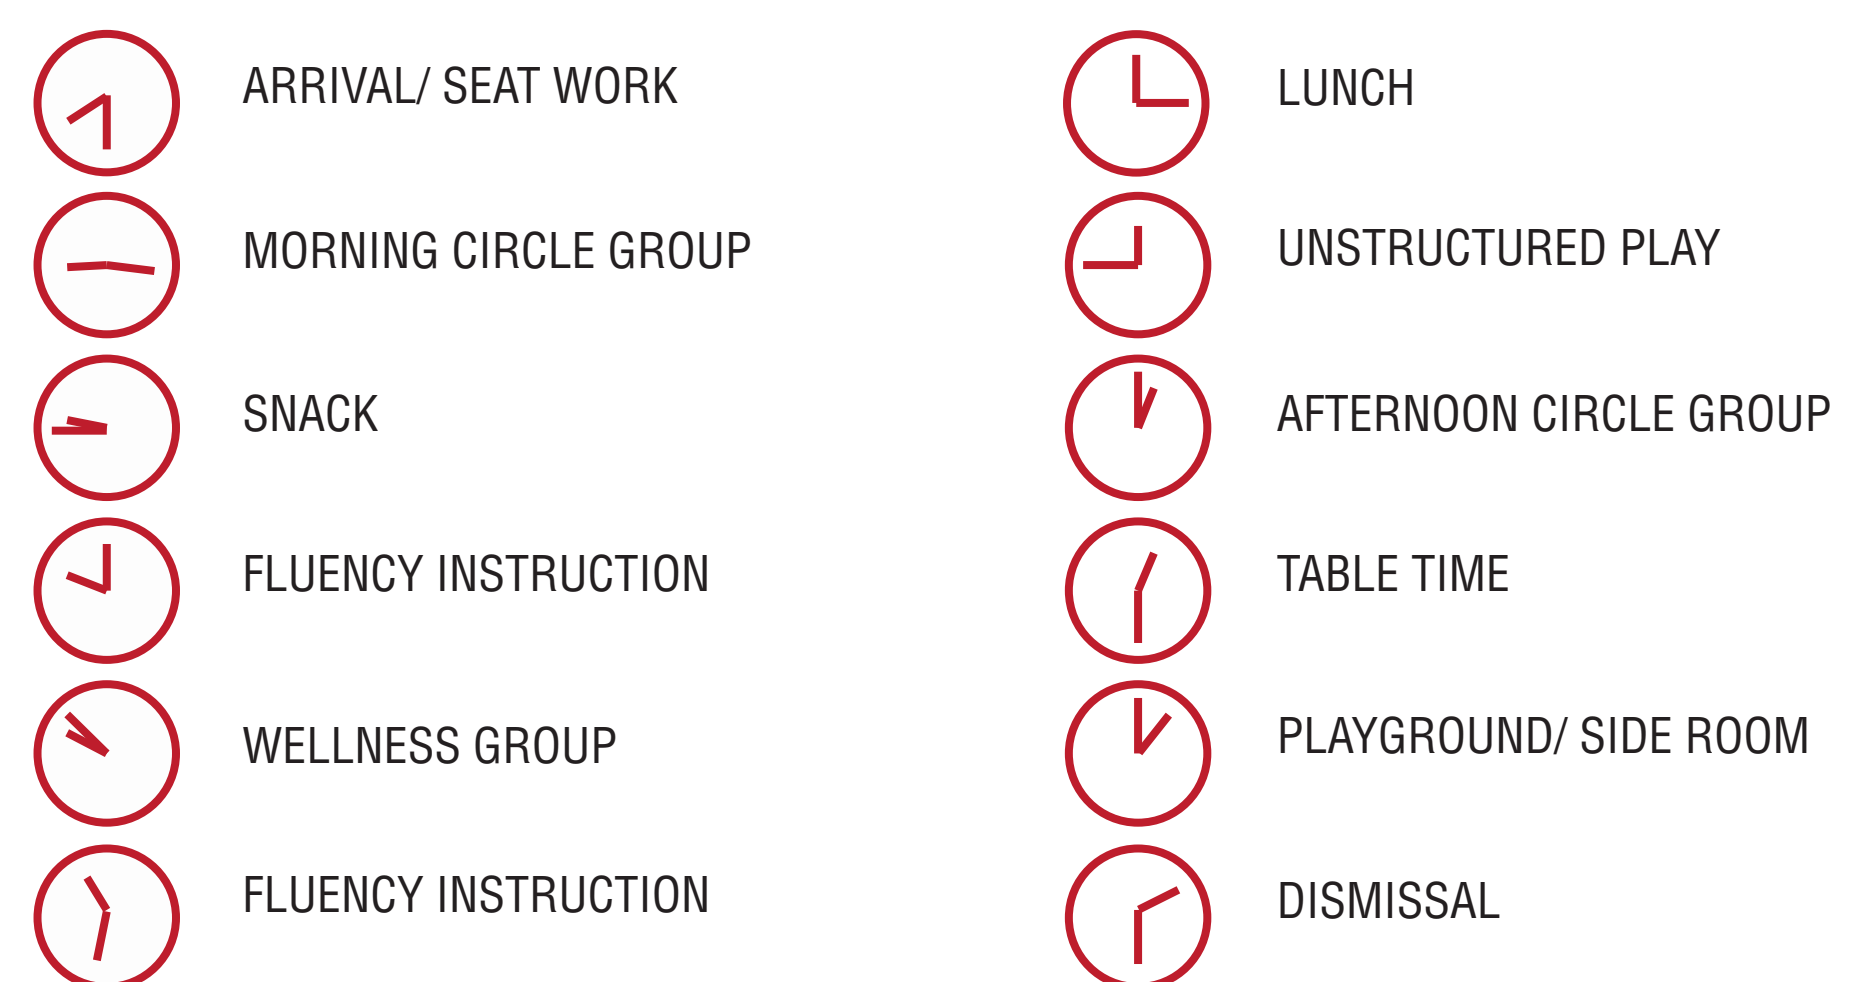 ARRIVAL/ SEAT WORK
MORNING CIRCLE GROUP
SNACK
FLUENCY INSTRUCTION
WELLNESS GROUP
FLUENCY INSTRUCTION
LUNCH
UNSTRUCTURED PLAY
AFTERNOON CIRCLE GROUP
TABLE TIME
PLAYGROUND/ SIDE ROOM
DISMISSAL